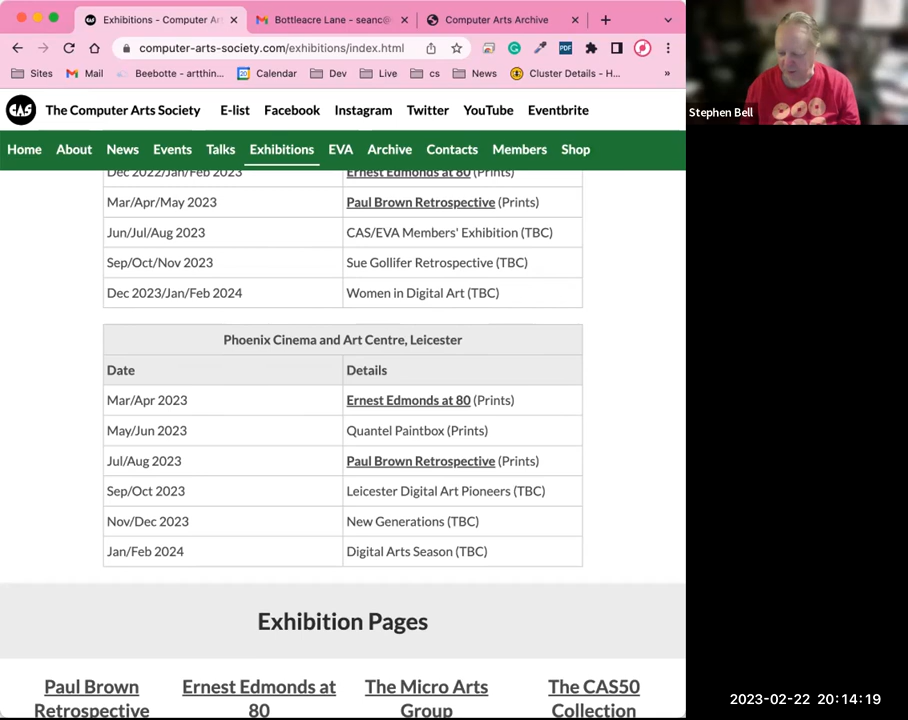 Exhibitions - Computer Ar
Bottleacre Lane - seanc@
Computer Arts Archive
computer-arts-society.com/exhibitions/index.html
Sites
Mail
Beebotte - artthin...
Calendar
Dev
Live
cs
News
Cluster Details - H...
»
CAS
The Computer Arts Society
E-list
Facebook
Instagram
Twitter
YouTube
Eventbrite
Home
About
News
Events
Talks
Exhibitions
EVA
Archive
Contacts
Members
Shop
Dec 2022/Jan/Feb 2023
Ernest Edmonds at 80 (Prints)
Mar/Apr/May 2023
Paul Brown Retrospective (Prints)
Jun/Jul/Aug 2023
CAS/EVA Members' Exhibition (TBC)
Sep/Oct/Nov 2023
Sue Gollifer Retrospective (TBC)
Dec 2023/Jan/Feb 2024
Women in Digital Art (TBC)
Phoenix Cinema and Art Centre, Leicester
Date
Details
Mar/Apr 2023
Ernest Edmonds at 80 (Prints)
May/Jun 2023
Quantel Paintbox (Prints)
Jul/Aug 2023
Paul Brown Retrospective (Prints)
Sep/Oct 2023
Leicester Digital Art Pioneers (TBC)
Nov/Dec 2023
New Generations (TBC)
Jan/Feb 2024
Digital Arts Season (TBC)
Exhibition Pages
Paul Brown
Retrospective
Ernest Edmonds at
80
The Micro Arts
Group
The CAS50
Collection
Stephen Bell
2023-02-22 20:14:19